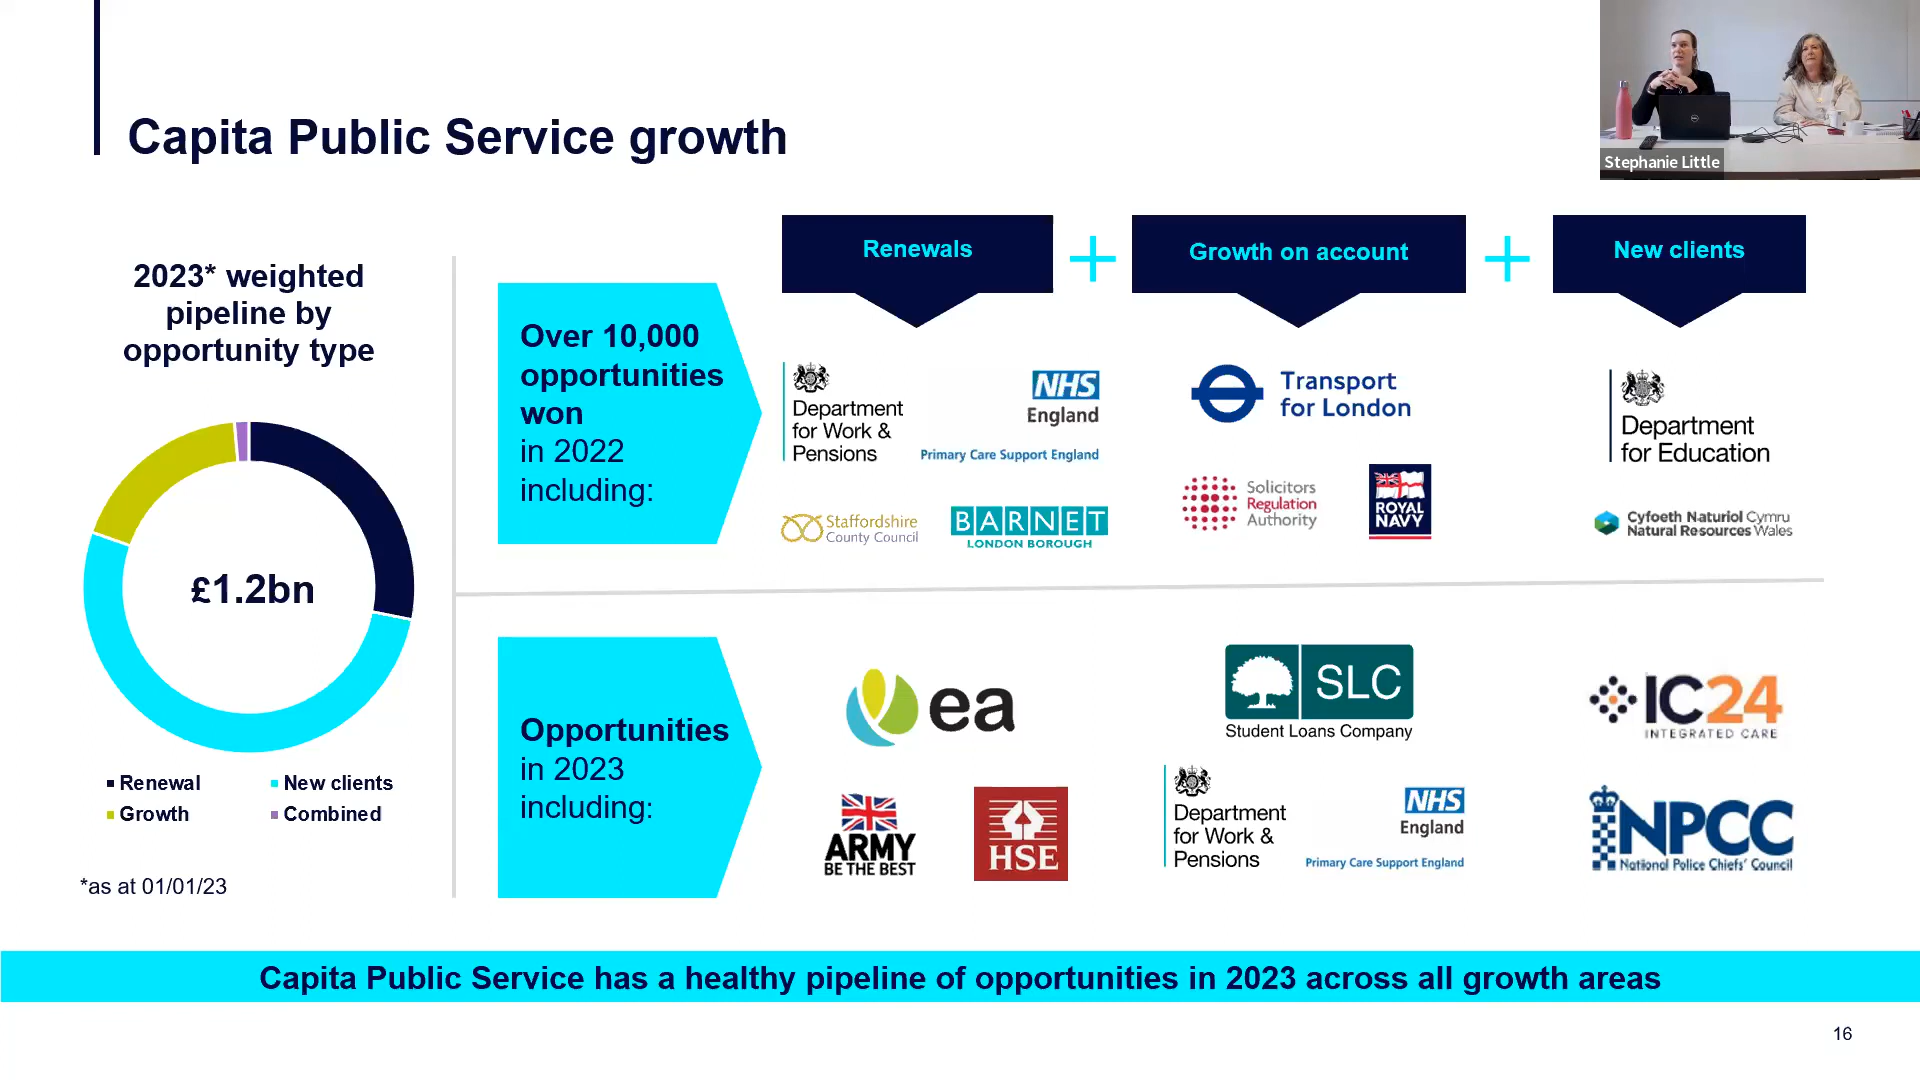 Capita Public Service growth
Stephanie Little
2023* weighted
pipeline by
opportunity type
£1.2bn
Renewal
New clients
Growth
Combined
*as at 01/01/23
Renewals
Growth on account
New clients
Over 10,000
opportunities
won
in 2022
including:
Department
for Work &
Pensions
NHS
England
Primary Care Support England
Staffordshire
County Council
BARNET
LONDON BOROUGH
Transport
for London
Solicitors
Regulation
Authority
ROYAL
NAVY
Department
for Education
Cyfoeth Naturiol Cymru
Natural Resources Wales
Opportunities
in 2023
including:
ea
ARMY
BE THE BEST
HSE
SLC
Student Loans Company
Department
for Work &
Pensions
NHS
England
Primary Care Support England
IC24
INTEGRATED CARE
NPCC
National Police Chiefs' Council
Capita Public Service has a healthy pipeline of opportunities in 2023 across all growth areas
16